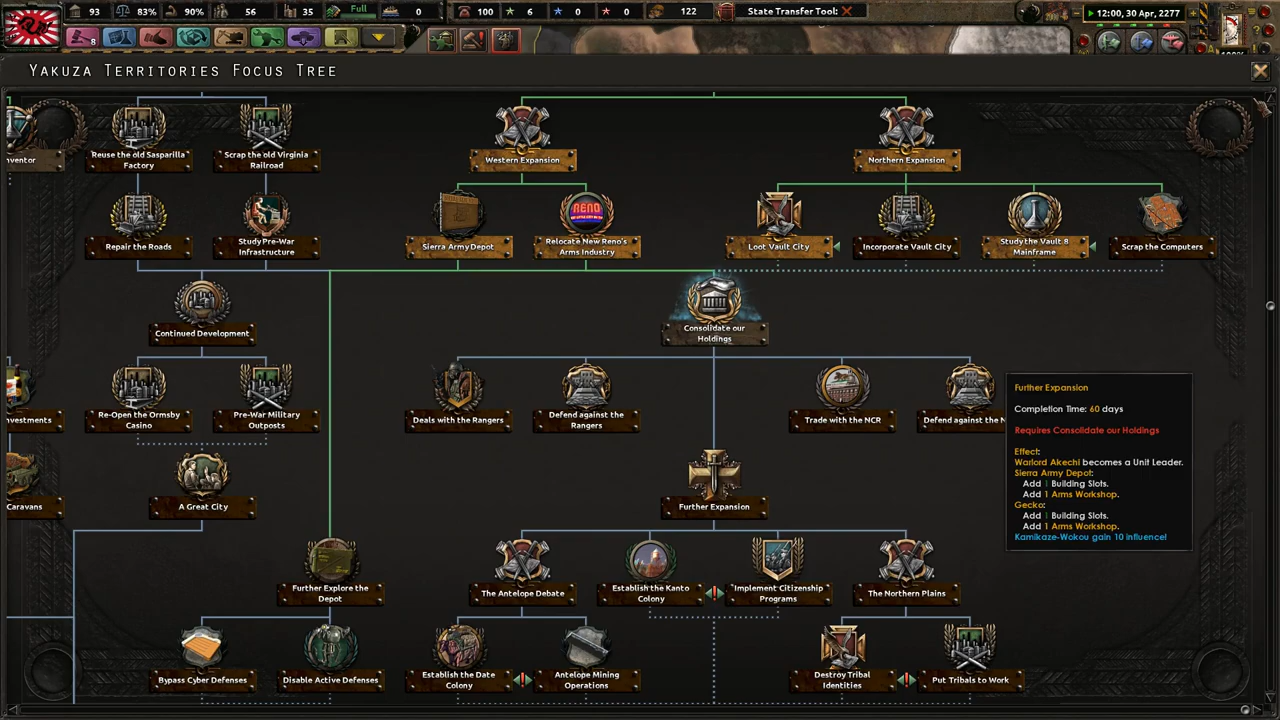 93 83% 90% 56 35 Full 0 100 6 0 0 122 State Transfer Tool: 12:00, 30 Apr, 2277
8
100%
Yakuza Territories Focus Tree
Reuse the old Sasparilla
Factory
Scrap the old Virginia
Railroad
Western Expansion
Northern Expansion
Repair the Roads
Study Pre-War
Infrastructure
Sierra Army Depot
RENO
Relocate New Reno's
Arms Industry
Loot Vault City
Incorporate Vault City
Study the Vault 8
Mainframe
Scrap the Computers
Continued Development
Consolidate our
Holdings
Re-Open the Ormsby
Casino
Pre-War Military
Outposts
Deals with the Rangers
Defend against the
Rangers
Trade with the NCR
Defend against the N
A Great City
Further Expansion
Caravans
Further Expansion
Completion Time: 60 days
Requires Consolidate our Holdings
Effect:
Warlord Akechi becomes a Unit Leader.
Sierra Army Depot:
Add 1 Building Slots.
Add 1 Arms Workshop.
Gecko:
Add 1 Building Slots.
Add 1 Arms Workshop.
Kamikaze-Wokou gain 10 influence!
Further Explore the
Depot
The Antelope Debate
Establish the Kanto
Colony
Implement Citizenship
Programs
The Northern Plains
Bypass Cyber Defenses
Disable Active Defenses
Establish the Date
Colony
Antelope Mining
Operations
Destroy Tribal
Identities
Put Tribals to Work